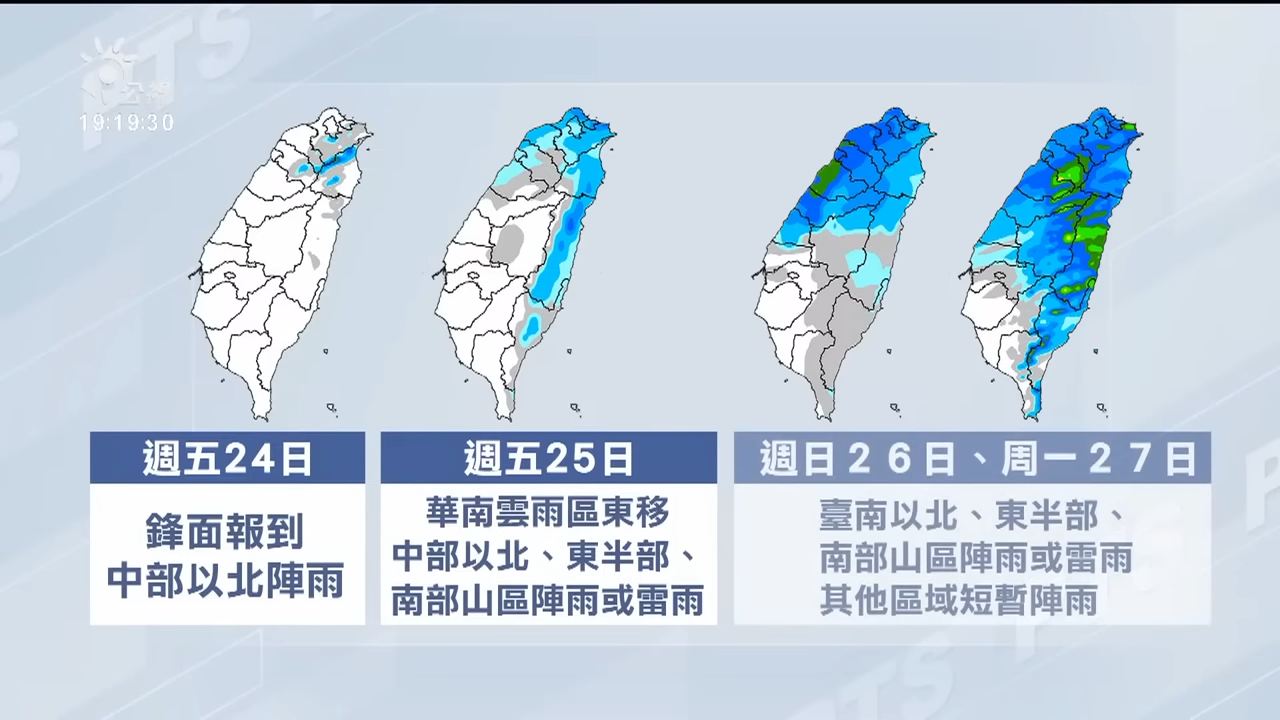 PTS
公視
19:19:30
週五24日
鋒面報到
中部以北陣雨
週五25日
華南雲雨區東移
中部以北、東半部、
南部山區陣雨或雷雨
週日２６日、周一２７日
臺南以北、東半部、
南部山區陣雨或雷雨
其他區域短暫陣雨